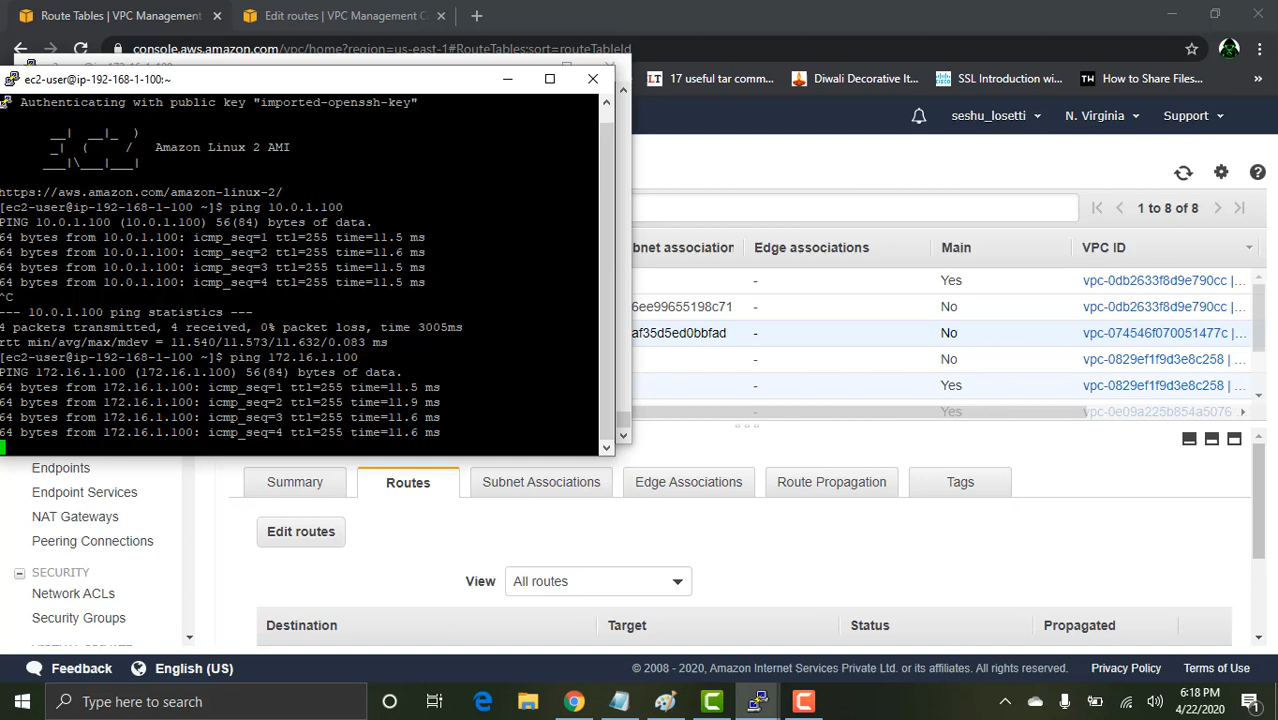 Route Tables | VPC Management
Edit routes | VPC Management C
console.aws.amazon.com/vpc/home?region=us-east-1#RouteTables:sort=routeTableId
LT 17 useful tar comm...
Diwali Decorative It...
SSL Introduction wi...
TW How to Share Files...
»
seshu_losetti
N. Virginia
Support
ec2-user@ip-192-168-1-100:~
Authenticating with public key "imported-openssh-key"
__| __|_ )
_| ( /
___|\___|___|
Amazon Linux 2 AMI
https://aws.amazon.com/amazon-linux-2/
[ec2-user@ip-192-168-1-100 ~]$ ping 10.0.1.100
PING 10.0.1.100 (10.0.1.100) 56(84) bytes of data.
64 bytes from 10.0.1.100: icmp_seq=1 ttl=255 time=11.5 ms
64 bytes from 10.0.1.100: icmp_seq=2 ttl=255 time=11.6 ms
64 bytes from 10.0.1.100: icmp_seq=3 ttl=255 time=11.5 ms
64 bytes from 10.0.1.100: icmp_seq=4 ttl=255 time=11.5 ms
^C
--- 10.0.1.100 ping statistics ---
4 packets transmitted, 4 received, 0% packet loss, time 3005ms
rtt min/avg/max/mdev = 11.540/11.573/11.632/0.083 ms
[ec2-user@ip-192-168-1-100 ~]$ ping 172.16.1.100
PING 172.16.1.100 (172.16.1.100) 56(84) bytes of data.
64 bytes from 172.16.1.100: icmp_seq=1 ttl=255 time=11.5 ms
64 bytes from 172.16.1.100: icmp_seq=2 ttl=255 time=11.9 ms
64 bytes from 172.16.1.100: icmp_seq=3 ttl=255 time=11.6 ms
64 bytes from 172.16.1.100: icmp_seq=4 ttl=255 time=11.6 ms
1 to 8 of 8
bnet association Edge associations Main VPC ID
- Yes vpc-0db2633f8d9e790cc |...
6ee99655198c71 - No vpc-0db2633f8d9e790cc |...
af35d5ed0bbfad - No vpc-074546f070051477c |...
- No vpc-0829ef1f9d3e8c258 |...
- Yes vpc-0829ef1f9d3e8c258 |...
- Yes vpc-0e09a225b854a5076
Endpoints
Endpoint Services
NAT Gateways
Peering Connections
SECURITY
Network ACLs
Security Groups
Summary
Routes
Subnet Associations
Edge Associations
Route Propagation
Tags
Edit routes
View All routes
Destination Target Status Propagated
Feedback
English (US)
© 2008 - 2020, Amazon Internet Services Private Ltd. or its affiliates. All rights reserved.
Privacy Policy
Terms of Use
Type here to search
6:18 PM
4/22/2020
1